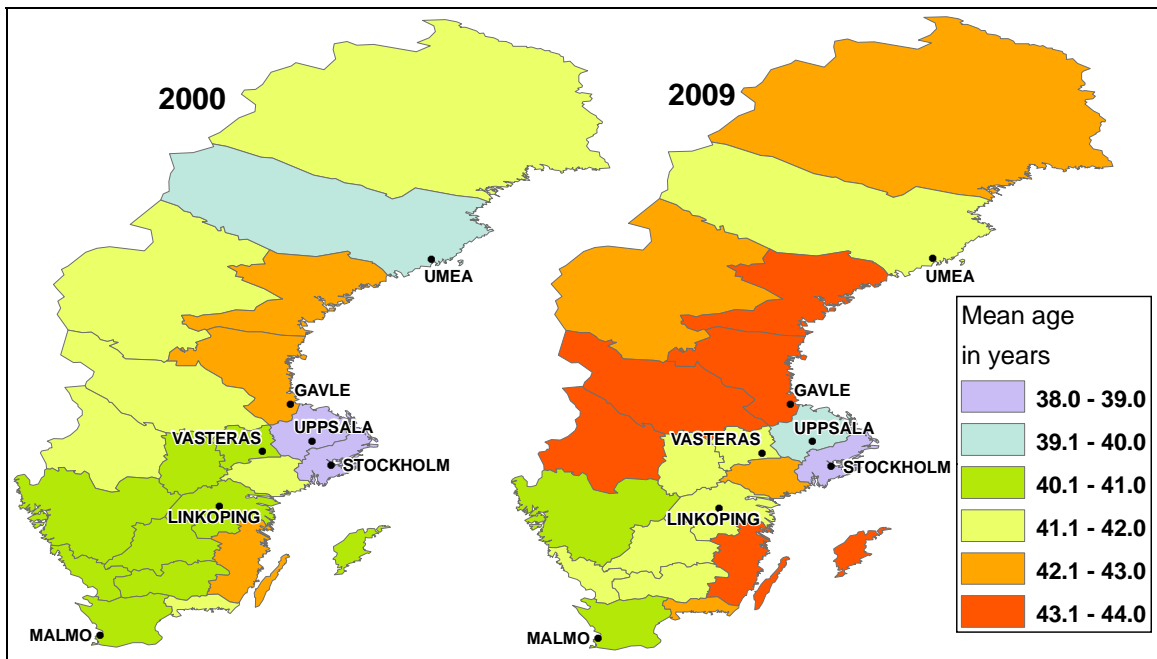 2000
UMEA
GAVLE
VASTERAS
UPPSALA
STOCKHOLM
LINKOPING
MALMO
2009
UMEA
GAVLE
VASTERAS
UPPSALA
STOCKHOLM
LINKOPING
MALMO
Mean age
in years
38.0 - 39.0
39.1 - 40.0
40.1 - 41.0
41.1 - 42.0
42.1 - 43.0
43.1 - 44.0